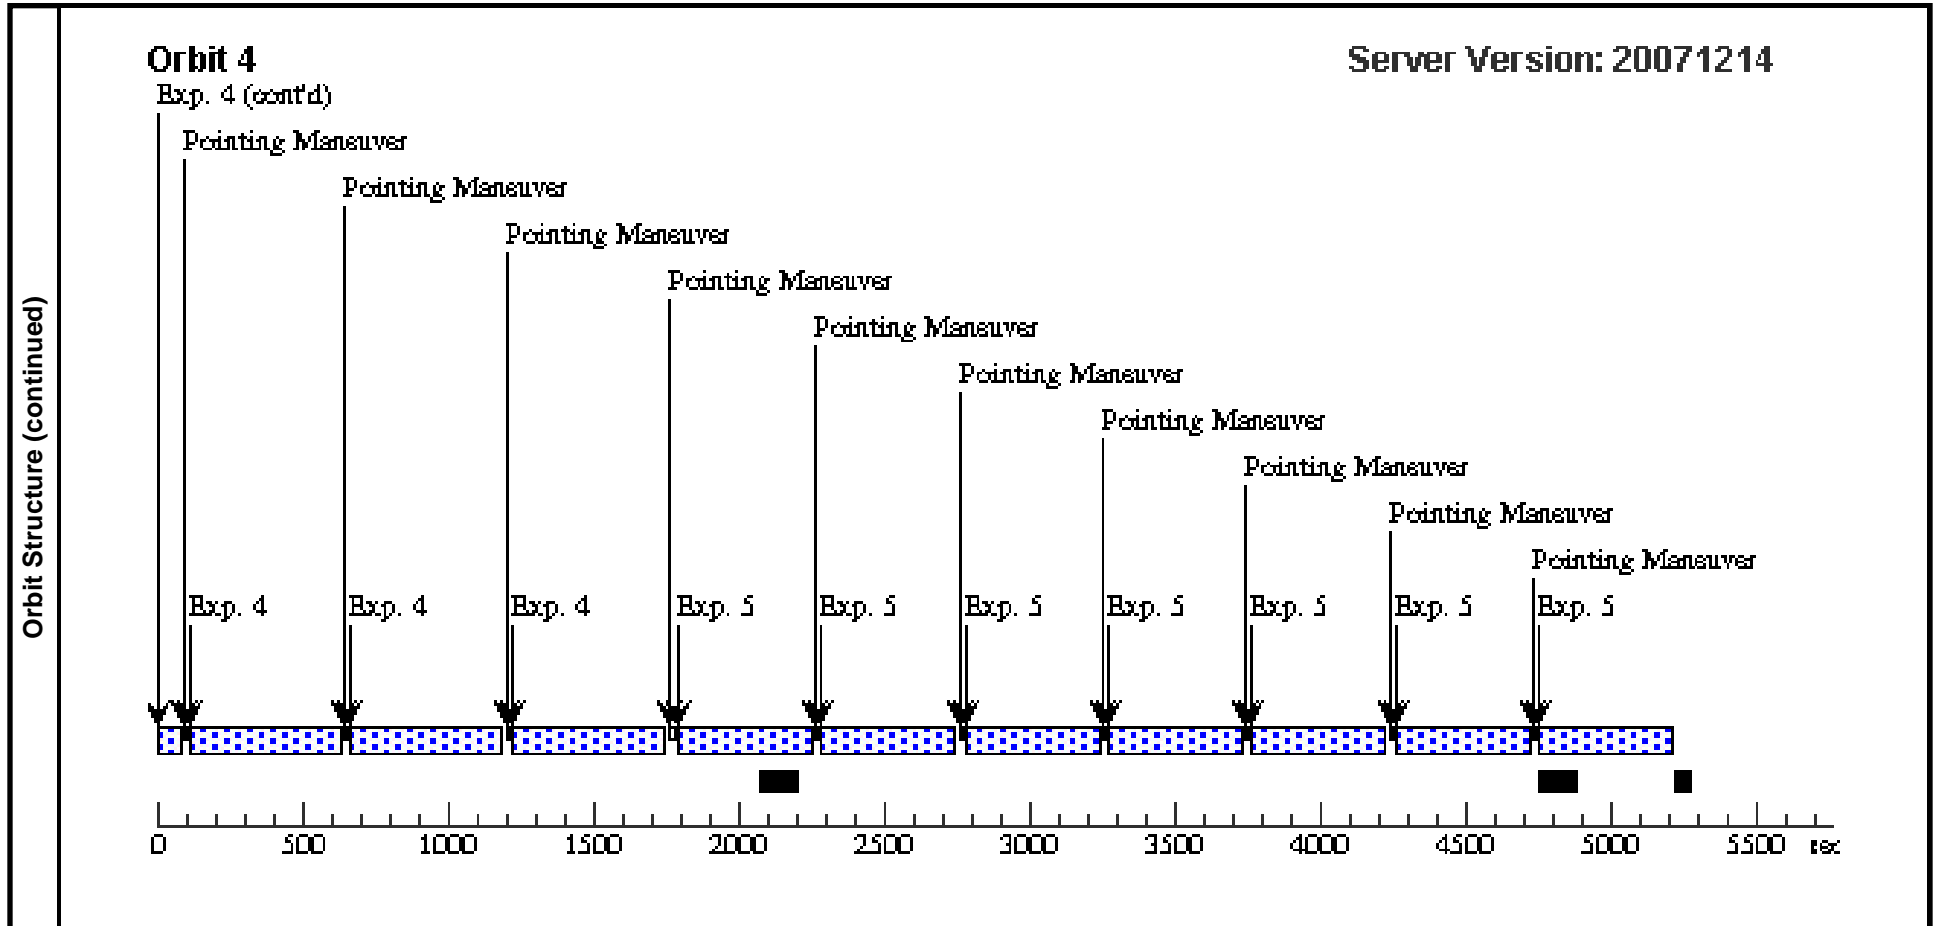 Orbit Structure (continued)
Orbit 4
Server Version: 20071214
Exp. 4 (cont'd)
Pointing Maneuver
Pointing Maneuver
Pointing Maneuver
Pointing Maneuver
Pointing Maneuver
Pointing Maneuver
Pointing Maneuver
Pointing Maneuver
Pointing Maneuver
Pointing Maneuver
Exp. 4 Exp. 4 Exp. 4 Exp. 5 Exp. 5 Exp. 5 Exp. 5 Exp. 5 Exp. 5 Exp. 5
0 500 1000 1500 2000 2500 3000 3500 4000 4500 5000 5500 sec